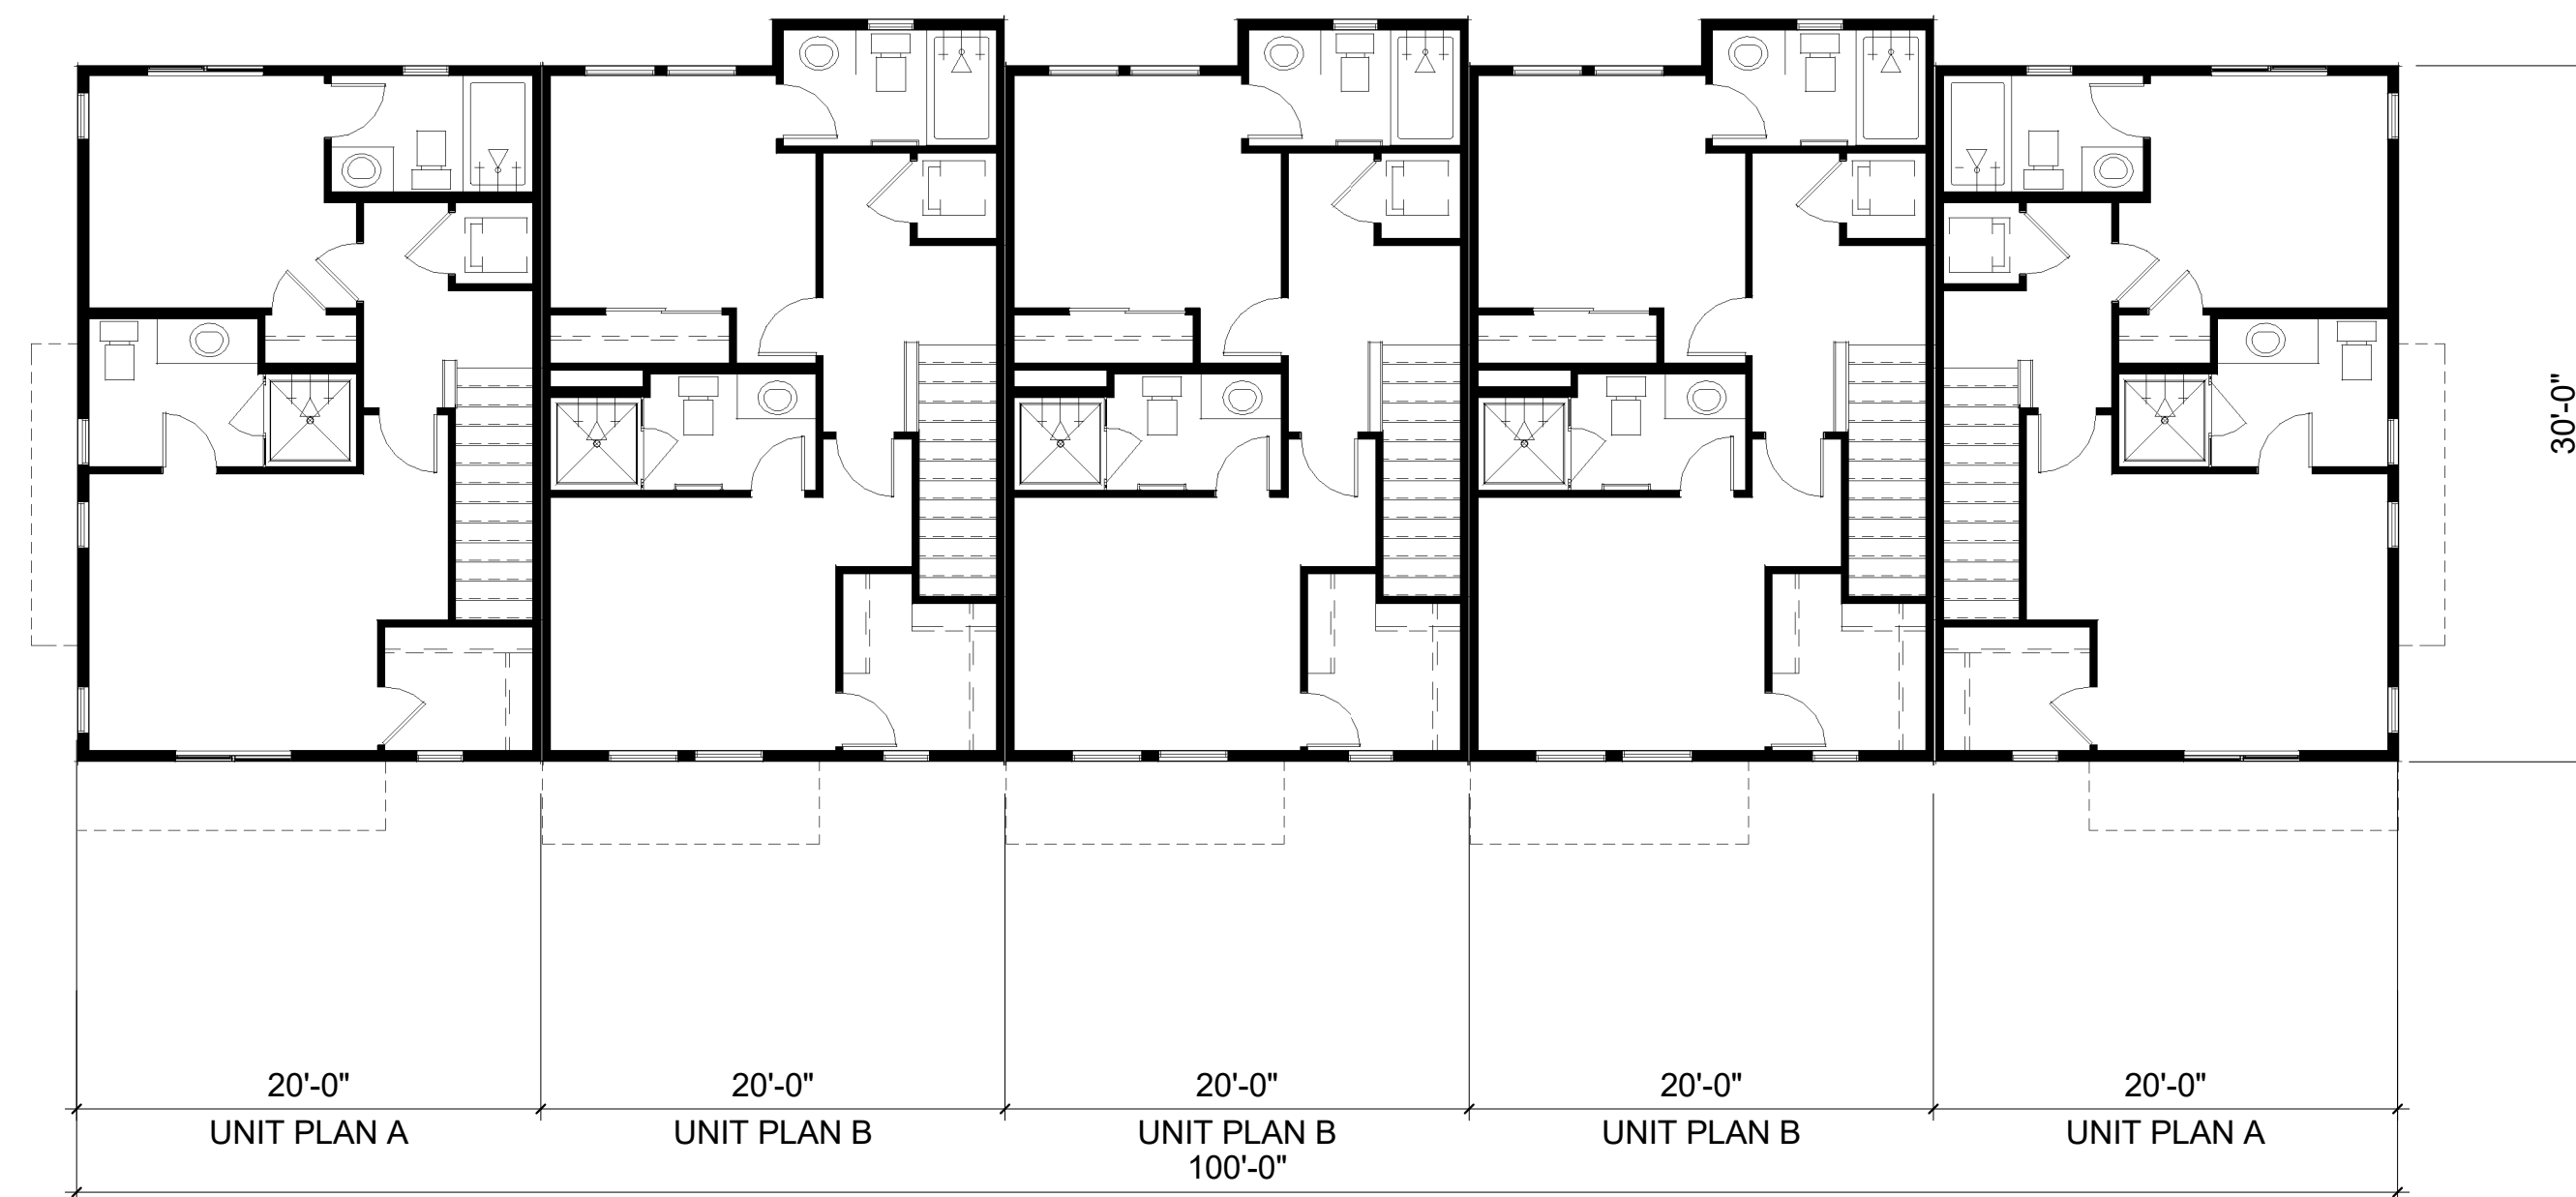 30'-0"
20'-0" 20'-0" 20'-0" 20'-0" 20'-0"
UNIT PLAN A UNIT PLAN B UNIT PLAN B UNIT PLAN B UNIT PLAN A
100'-0"